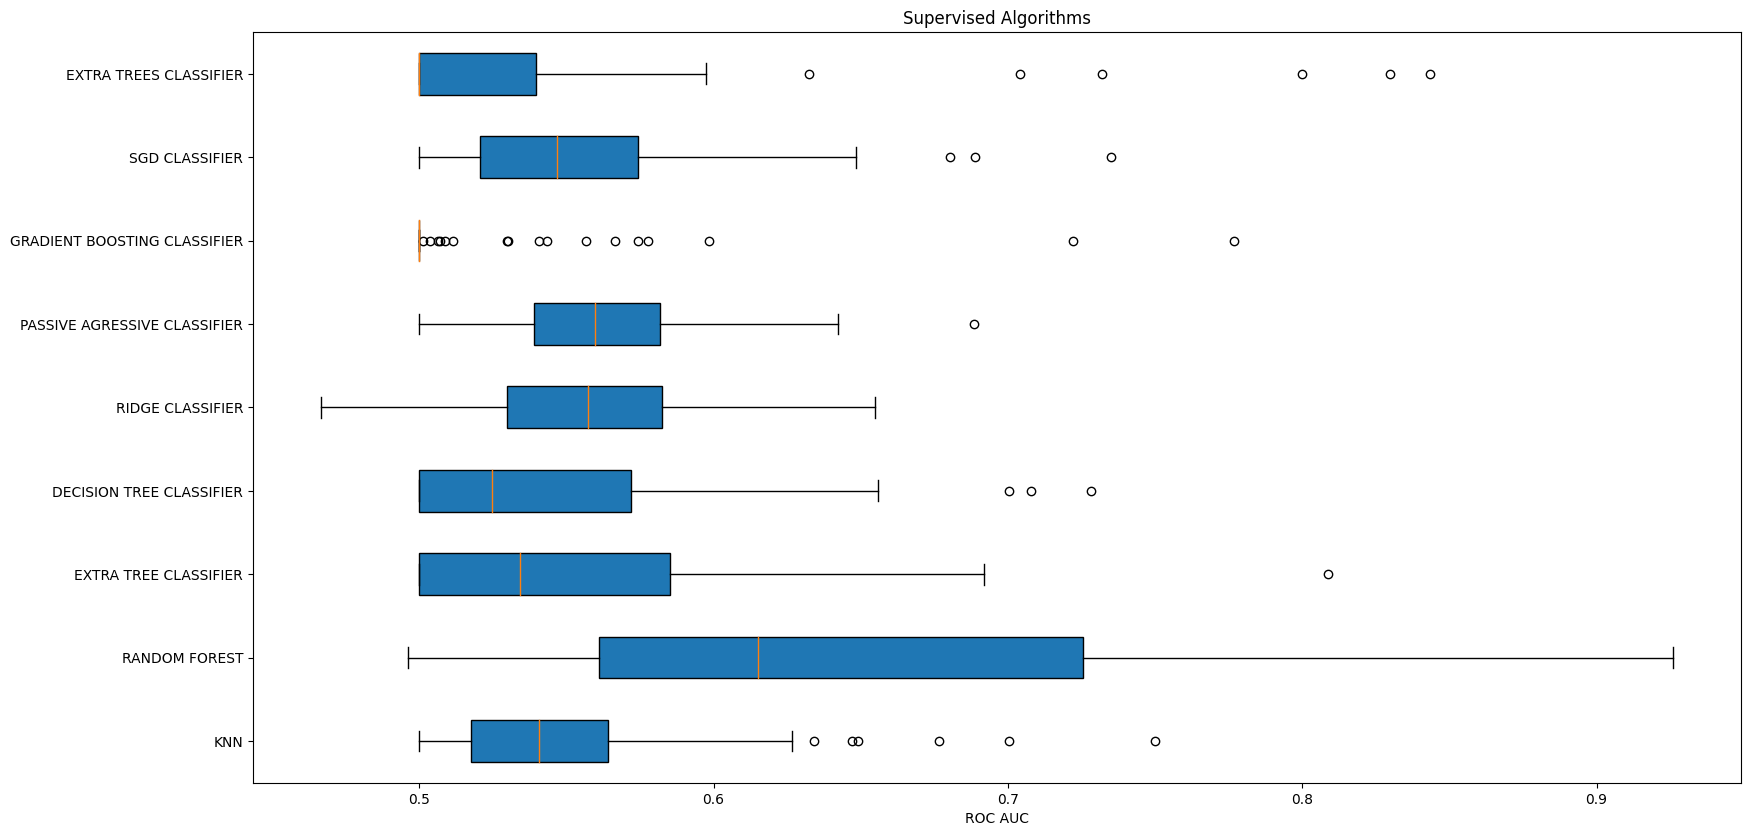 Supervised Algorithms
EXTRA TREES CLASSIFIER
SGD CLASSIFIER
GRADIENT BOOSTING CLASSIFIER
PASSIVE AGRESSIVE CLASSIFIER
RIDGE CLASSIFIER
DECISION TREE CLASSIFIER
EXTRA TREE CLASSIFIER
RANDOM FOREST
KNN
0.5 0.6 0.7 0.8 0.9
ROC AUC